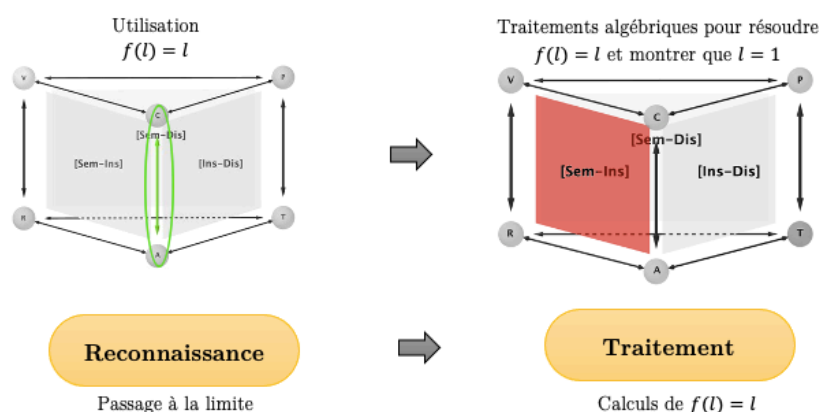 Utilisation
f(l) = l
V
P
C
[Sem-Dis]
[Sem-Ins]
[Ins-Dis]
R
T
A
Traitements algébriques pour résoudre
f(l) = l et montrer que l = 1
V
P
C
[Sem-Dis]
[Sem-Ins]
[Ins-Dis]
R
T
A
Reconnaissance
Traitement
Passage à la limite
Calculs de f(l) = l